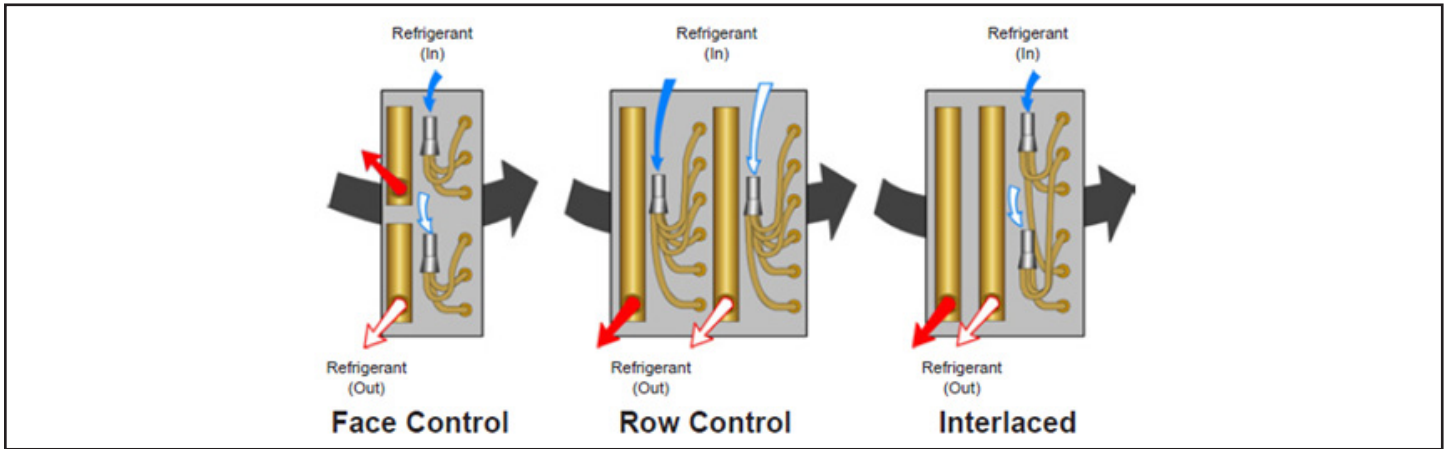 Refrigerant
(In)
Refrigerant
(In)
Refrigerant
(In)
Refrigerant
(Out)
Refrigerant
(Out)
Refrigerant
(Out)
Face Control
Row Control
Interlaced